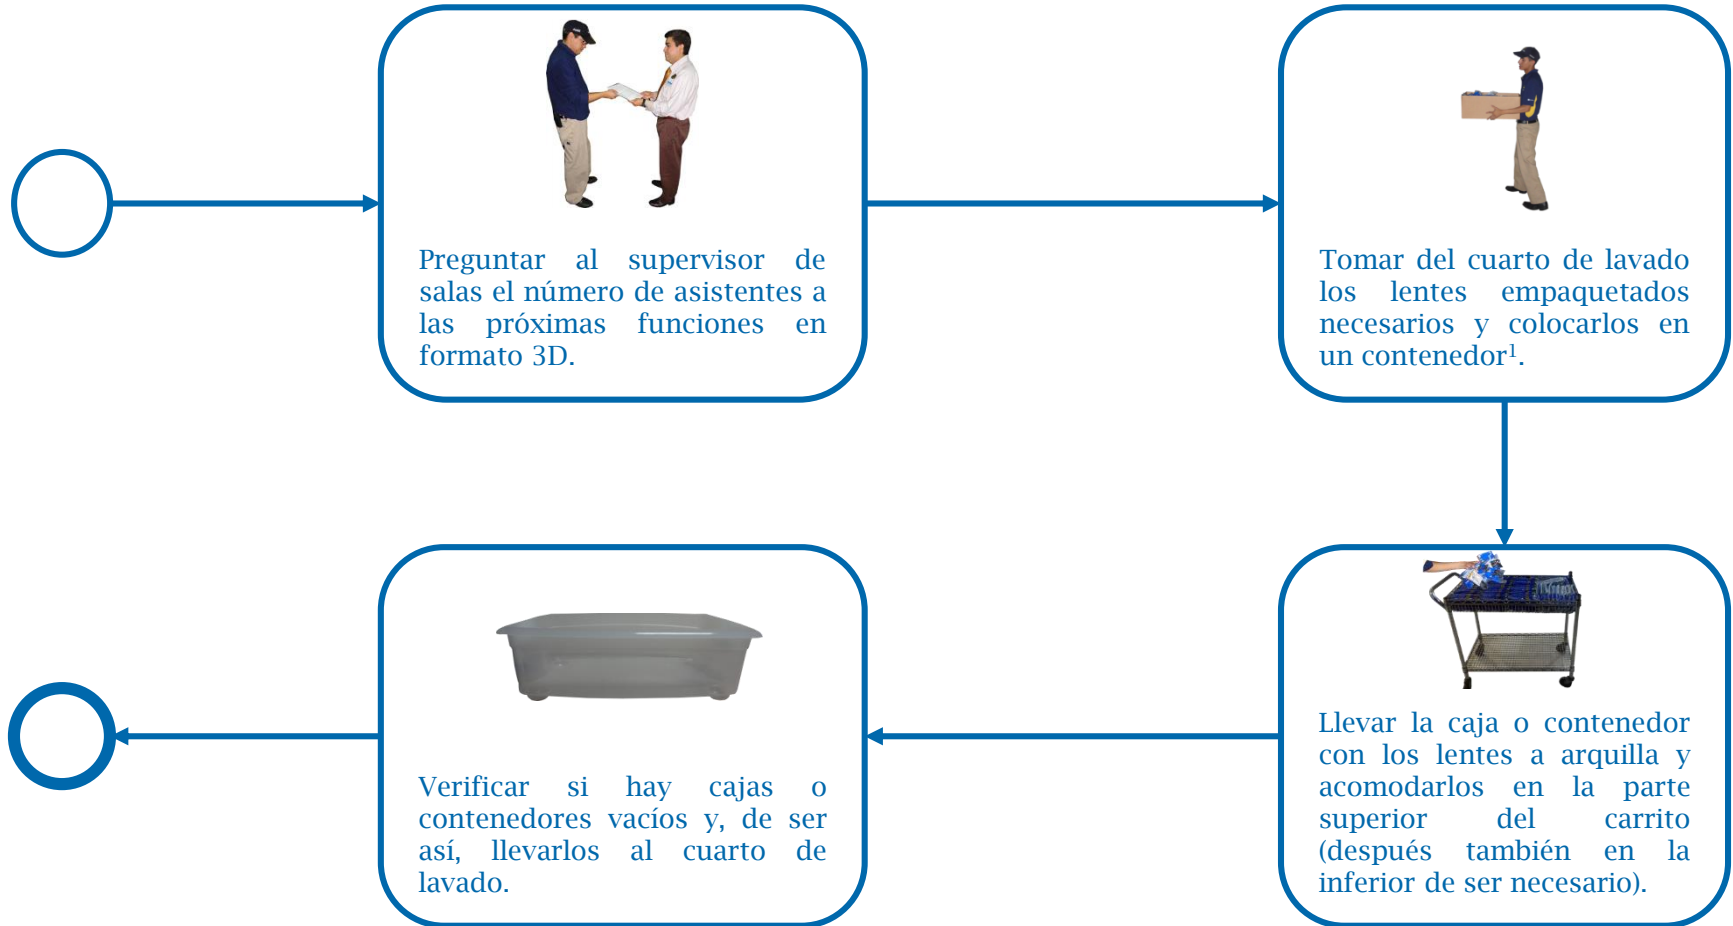 Preguntar al supervisor de
salas el número de asistentes a
las próximas funciones en
formato 3D.
Tomar del cuarto de lavado
los lentes empaquetados
necesarios y colocarlos en
un contenedor¹.
Llevar la caja o contenedor
con los lentes a arquilla y
acomodarlos en la parte
superior del carrito
(después también en la
inferior de ser necesario).
Verificar si hay cajas o
contenedores vacíos y, de ser
así, llevarlos al cuarto de
lavado.